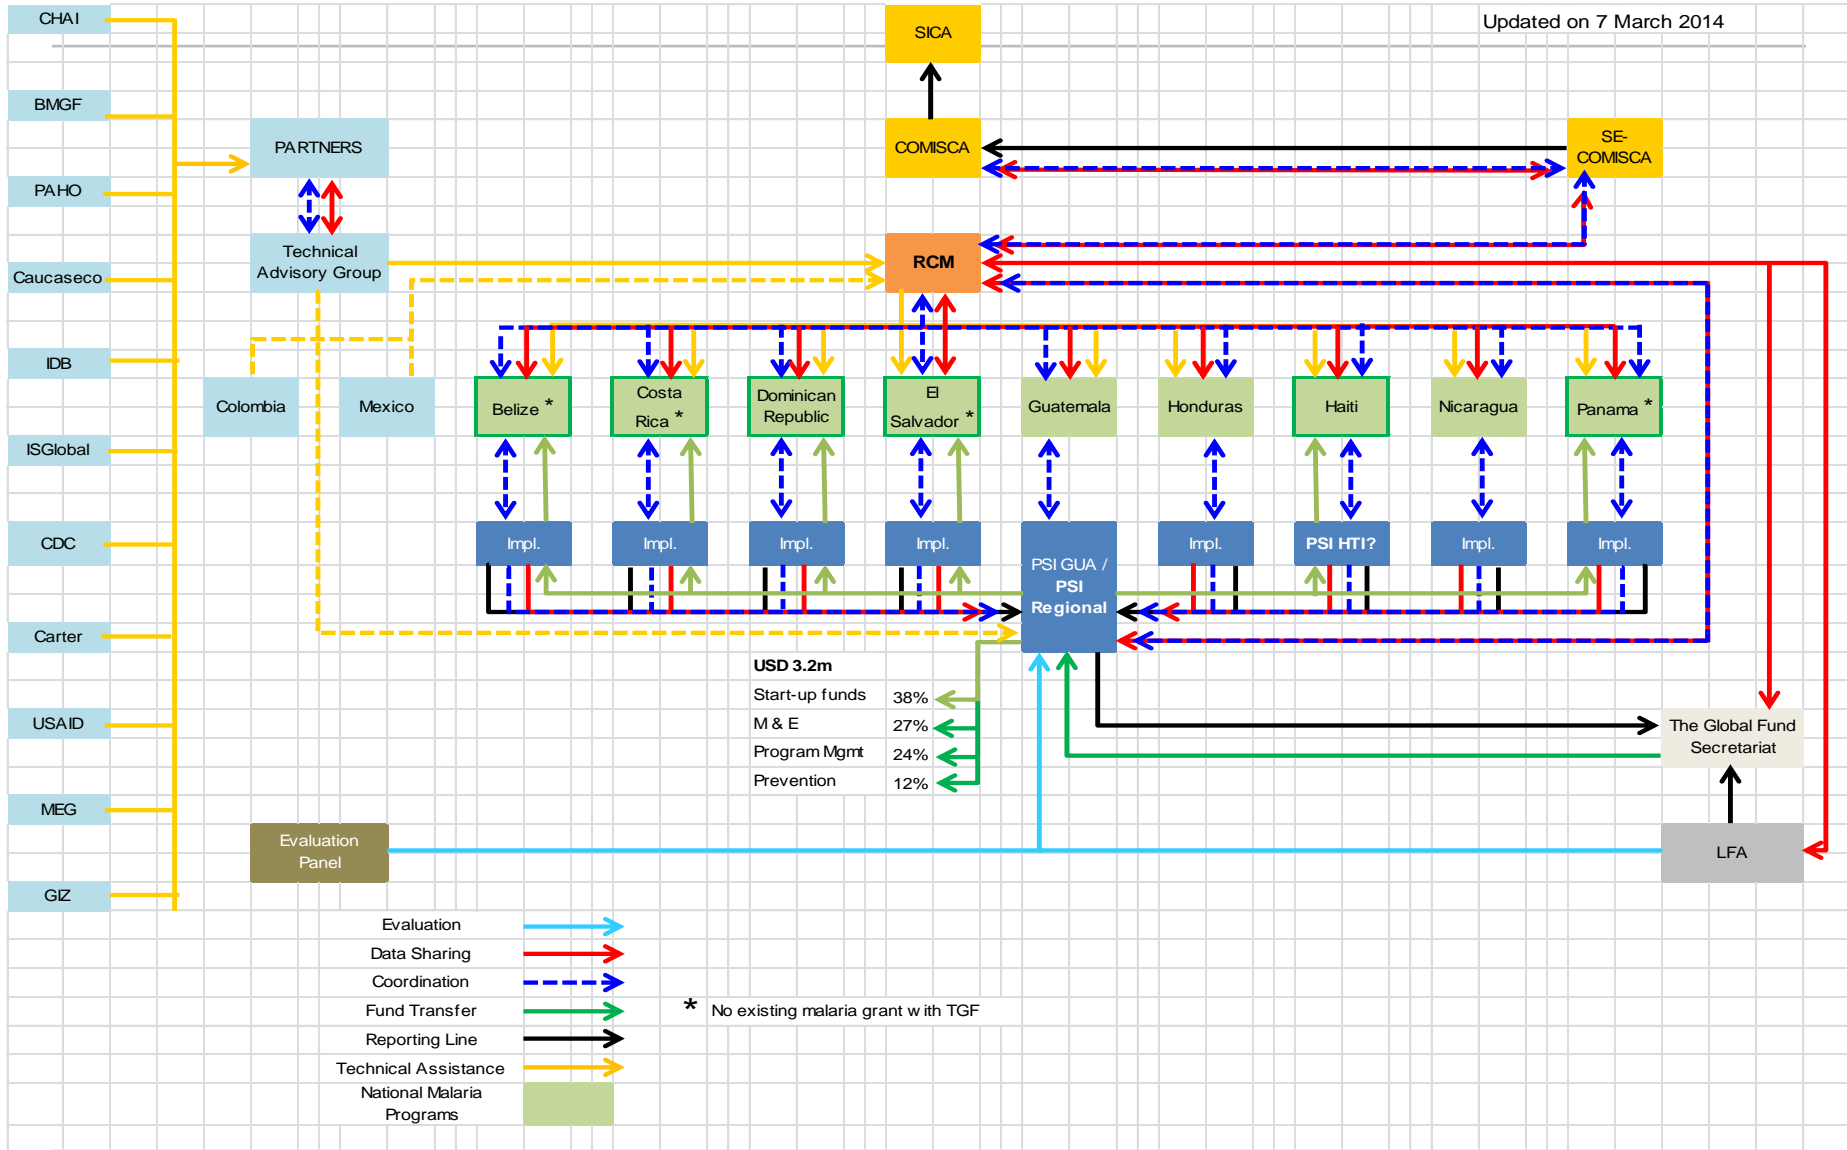 Updated on 7 March 2014
CHAI
BMGF
PAHO
Caucaseco
IDB
ISGlobal
CDC
Carter
USAID
MEG
GIZ
SICA
PARTNERS
COMISCA
SE-
COMISCA
Technical
Advisory Group
RCM
Colombia
Mexico
Belize *
Costa
Rica *
Dominican
Republic
El
Salvador *
Guatemala
Honduras
Haiti
Nicaragua
Panama *
Impl.
Impl.
Impl.
Impl.
PSI GUA /
PSI
Regional
Impl.
PSI HTI?
Impl.
Impl.
USD 3.2m
Start-up funds 38%
M & E 27%
Program Mgmt 24%
Prevention 12%
The Global Fund
Secretariat
Evaluation
Panel
LFA
Evaluation
Data Sharing
Coordination
Fund Transfer
* No existing malaria grant with TGF
Reporting Line
Technical Assistance
National Malaria
Programs